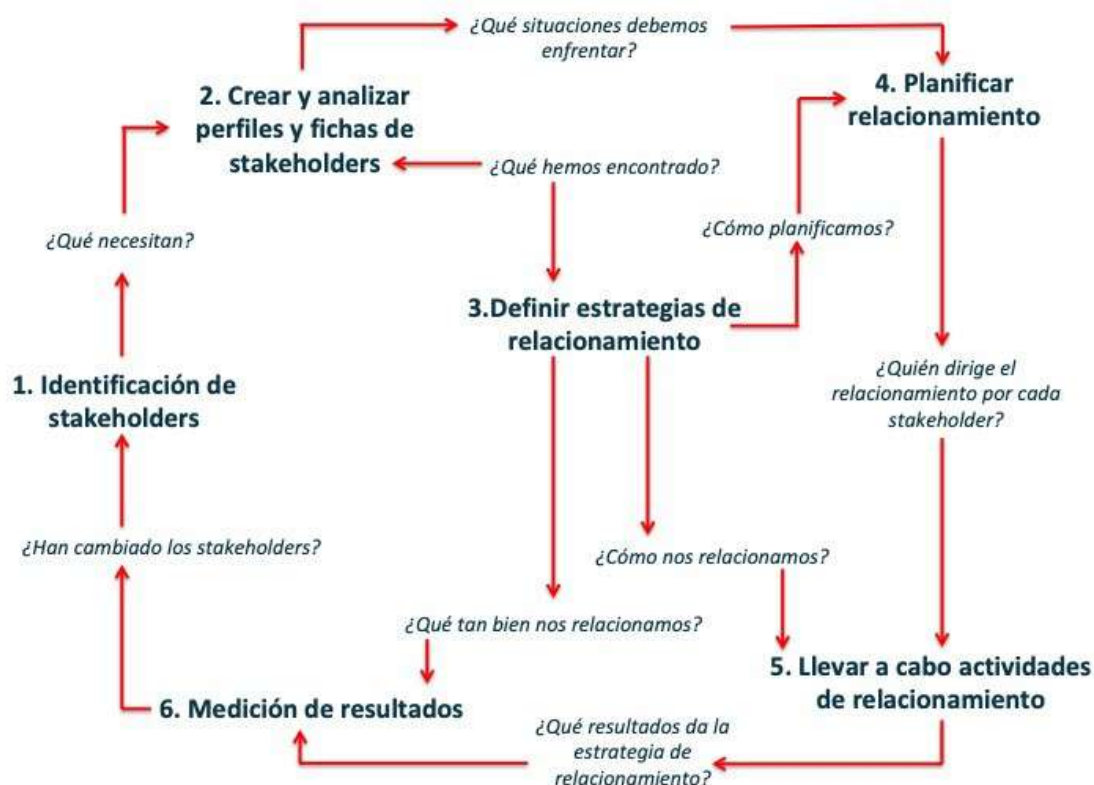 ¿Qué situaciones debemos
enfrentar?
2. Crear y analizar
perfiles y fichas de
stakeholders
4. Planificar
relacionamiento
¿Qué hemos encontrado?
¿Qué necesitan?
¿Cómo planificamos?
3.Definir estrategias de
relacionamiento
1. Identificación de
stakeholders
¿Quién dirige el
relacionamiento por cada
stakeholder?
¿Han cambiado los stakeholders?
¿Cómo nos relacionamos?
¿Qué tan bien nos relacionamos?
5. Llevar a cabo actividades
de relacionamiento
6. Medición de resultados
¿Qué resultados da la
estrategia de
relacionamiento?